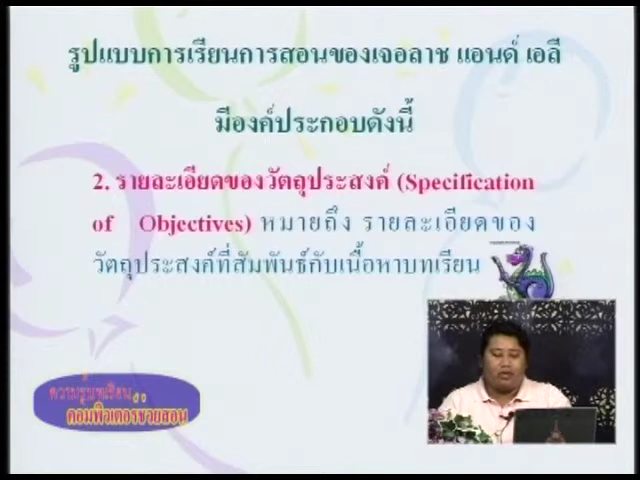 รูปแบบการเรียนการสอนของเจอลาช แอนด์ เอลี
มีองค์ประกอบดังนี้
2. รายละเอียดของวัตถุประสงค์ (Specification
of Objectives) หมายถึง รายละเอียดของ
วัตถุประสงค์ที่สัมพันธ์กับเนื้อหาบทเรียน
ความรู้บทเรียน
คอมพิวเตอร์ช่วยสอน